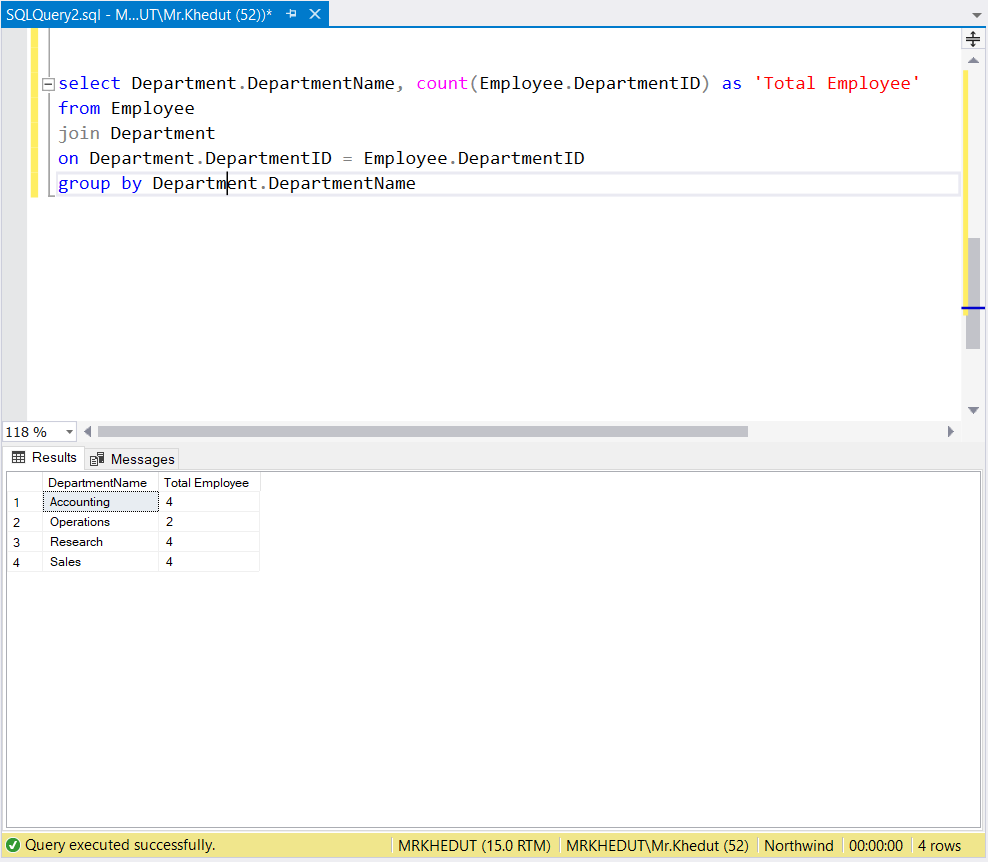 SQLQuery2.sql - M...UT\Mr.Khedut (52))*
select Department.DepartmentName, count(Employee.DepartmentID) as 'Total Employee'
from Employee
join Department
on Department.DepartmentID = Employee.DepartmentID
group by Department.DepartmentName
118 %
Results Messages
DepartmentName Total Employee
1 Accounting 4
2 Operations 2
3 Research 4
4 Sales 4
Query executed successfully. MRKHEDUT (15.0 RTM) MRKHEDUT\Mr.Khedut (52) Northwind 00:00:00 4 rows